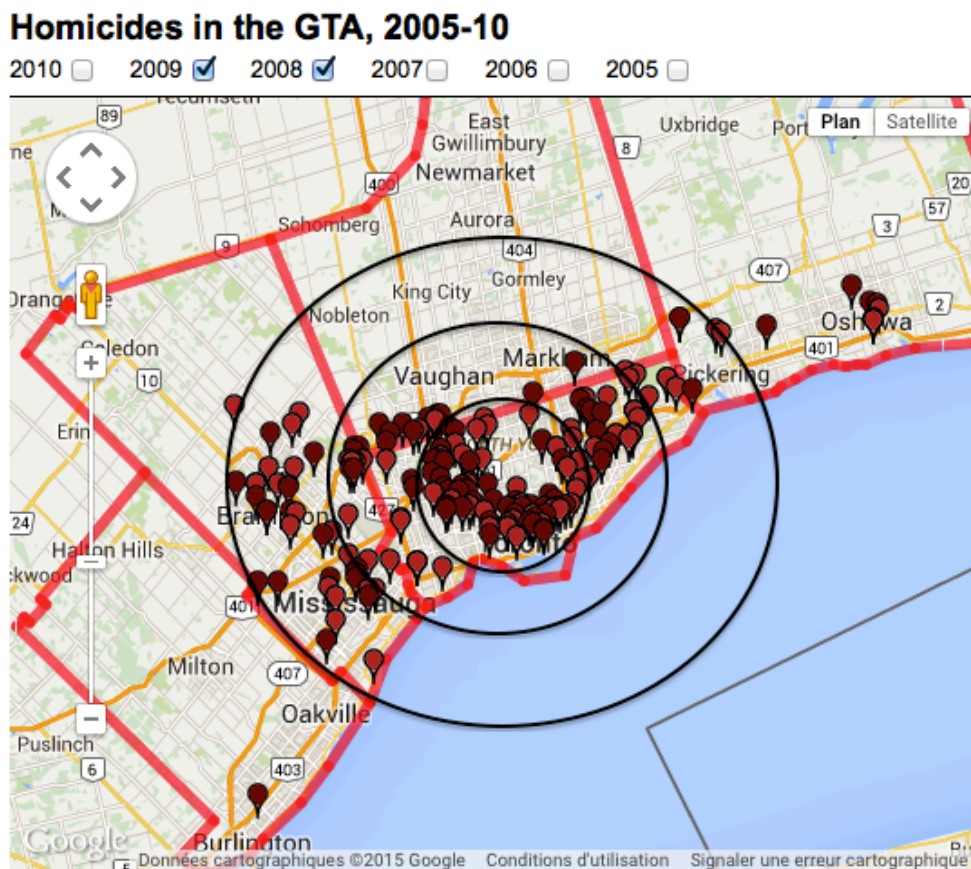 Homicides in the GTA, 2005-10
2010 2009 2008 2007 2006 2005
89
East
Gwillimbury
Uxbridge
Plan Satellite
8
Newmarket
400
20
57
Schomberg
Aurora
3
9
404
407
Gormley
King City
2
Nobleton
Oshawa
Caledon
401
Markham
Vaughan
Pickering
10
Erin
427
24
Brampton
Toronto
Halton Hills
401
Mississauga
Milton
407
Oakville
Puslinch
6
403
Google
Burlington
Données cartographiques ©2015 Google Conditions d'utilisation Signaler une erreur cartographique